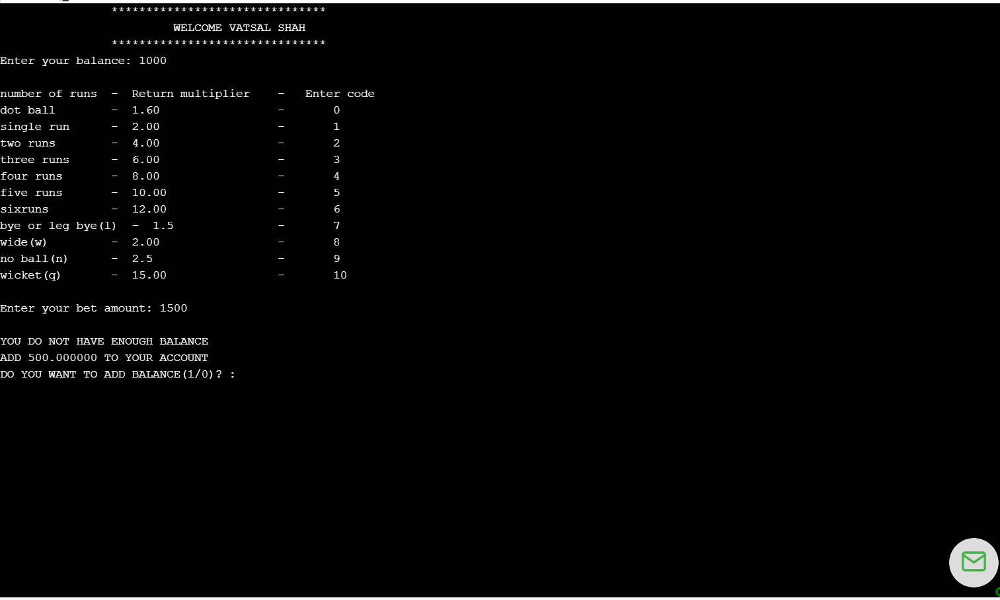 *******************************
WELCOME VATSAL SHAH
*******************************
Enter your balance: 1000
number of runs  -  Return multiplier    -   Enter code
dot ball        -  1.60                 -       0
single run      -  2.00                 -       1
two runs        -  4.00                 -       2
three runs      -  6.00                 -       3
four runs       -  8.00                 -       4
five runs       -  10.00                -       5
sixruns         -  12.00                -       6
bye or leg bye(l)  -  1.5               -       7
wide(w)         -  2.00                 -       8
no ball(n)      -  2.5                  -       9
wicket(q)       -  15.00                -       10
Enter your bet amount: 1500
YOU DO NOT HAVE ENOUGH BALANCE
ADD 500.000000 TO YOUR ACCOUNT
DO YOU WANT TO ADD BALANCE(1/0)? :